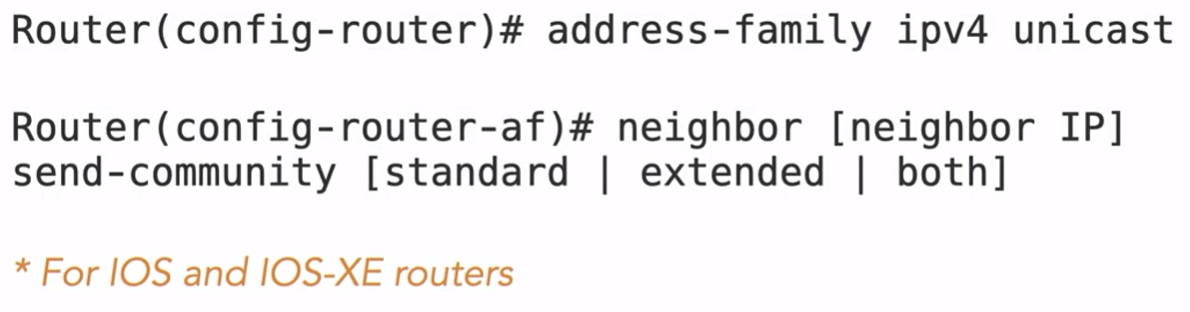 Router(config-router)# address-family ipv4 unicast
Router(config-router-af)# neighbor [neighbor IP]
send-community [standard | extended | both]
* For IOS and IOS-XE routers